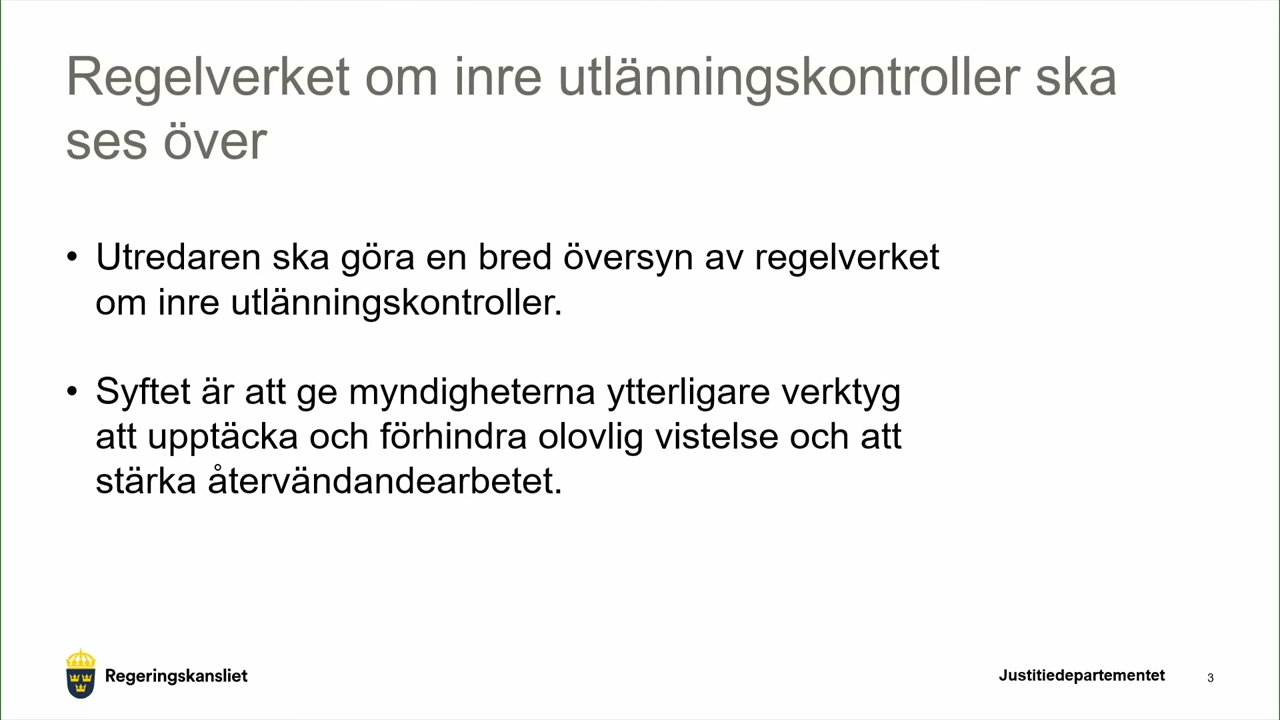 Regelverket om inre utlänningskontroller ska
ses över
• Utredaren ska göra en bred översyn av regelverket
om inre utlänningskontroller.
• Syftet är att ge myndigheterna ytterligare verktyg
att upptäcka och förhindra olovlig vistelse och att
stärka återvändandearbetet.
Regeringskansliet
Justitiedepartementet
3